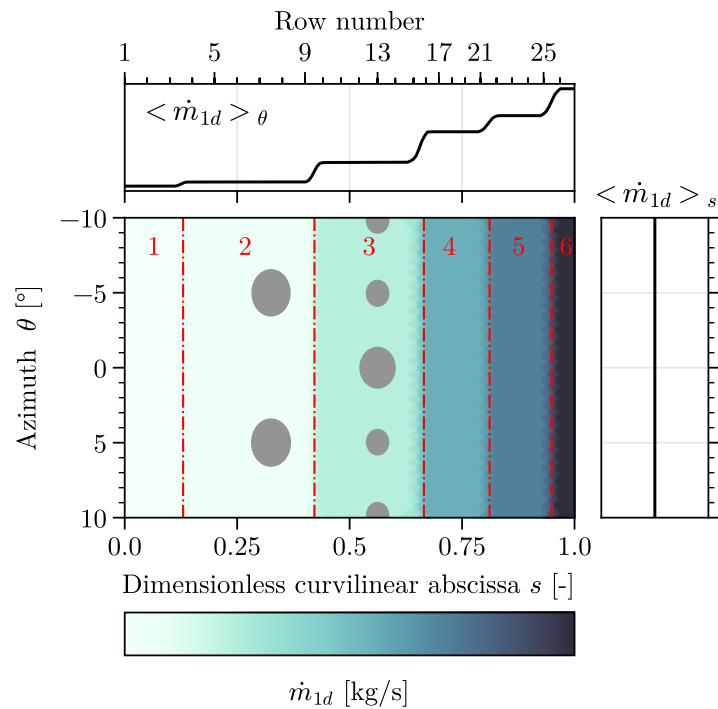 Row number
1 5 9 13 17 21 25
< ṁ1d > θ
< ṁ1d > s
−10
−5
0
5
10
Azimuth θ [°]
1 2 3 4 5 6
0.0 0.25 0.5 0.75 1.0
Dimensionless curvilinear abscissa s [-]
ṁ1d [kg/s]